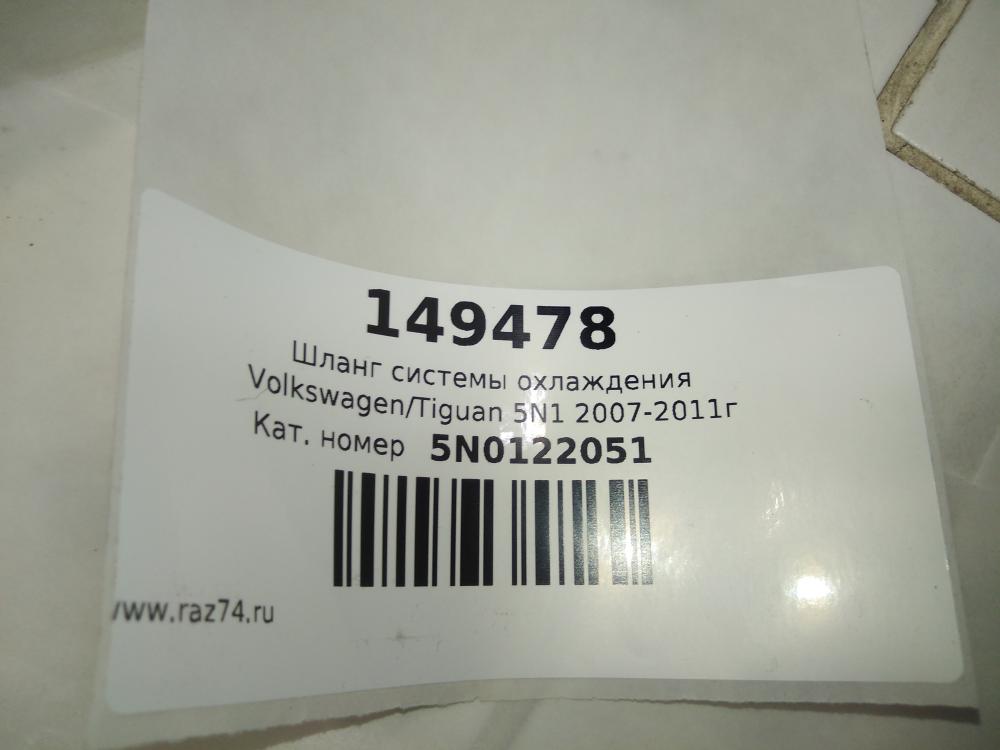 149478
Шланг системы охлаждения
Volkswagen/Tiguan 5N1 2007-2011г
Кат. номер 5N0122051
www.raz74.ru